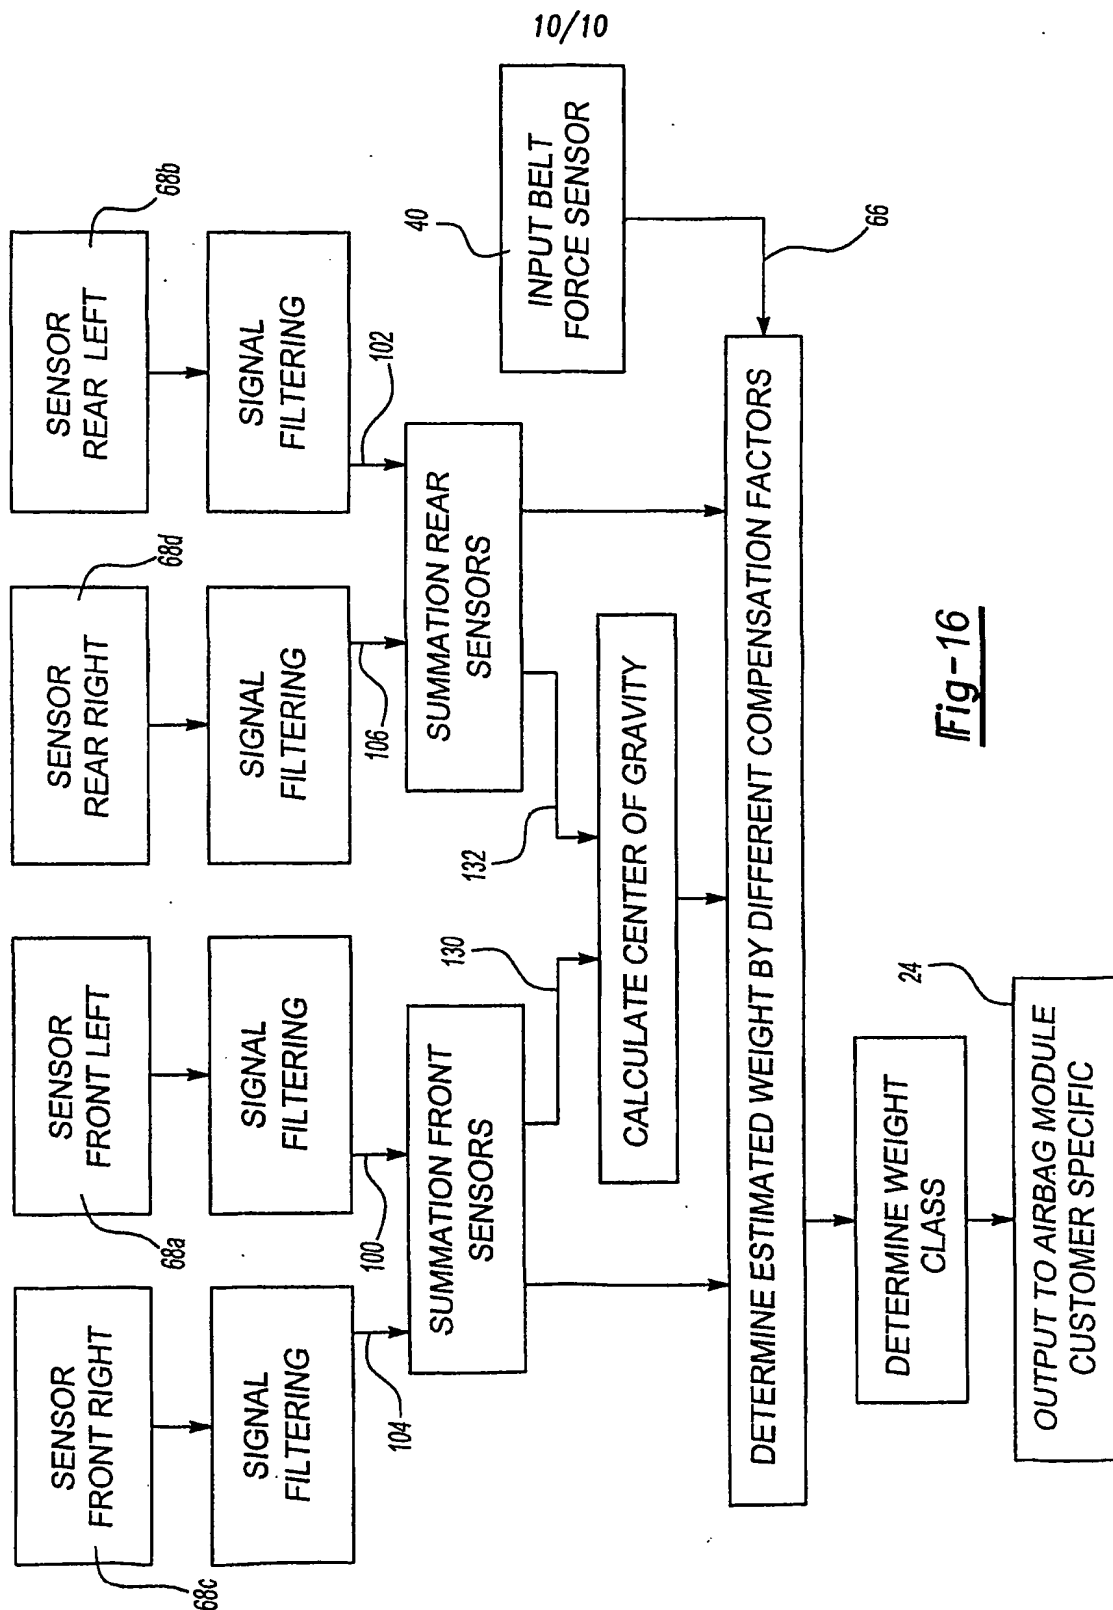 10/10
68c
SENSOR
FRONT RIGHT
68a
SENSOR
FRONT LEFT
68d
SENSOR
REAR RIGHT
68b
SENSOR
REAR LEFT
SIGNAL
FILTERING
SIGNAL
FILTERING
SIGNAL
FILTERING
SIGNAL
FILTERING
104
100
106
102
SUMMATION FRONT
SENSORS
SUMMATION REAR
SENSORS
40
INPUT BELT
FORCE SENSOR
130
132
CALCULATE CENTER OF GRAVITY
66
DETERMINE ESTIMATED WEIGHT BY DIFFERENT COMPENSATION FACTORS
DETERMINE WEIGHT
CLASS
24
OUTPUT TO AIRBAG MODULE
CUSTOMER SPECIFIC
Fig-16